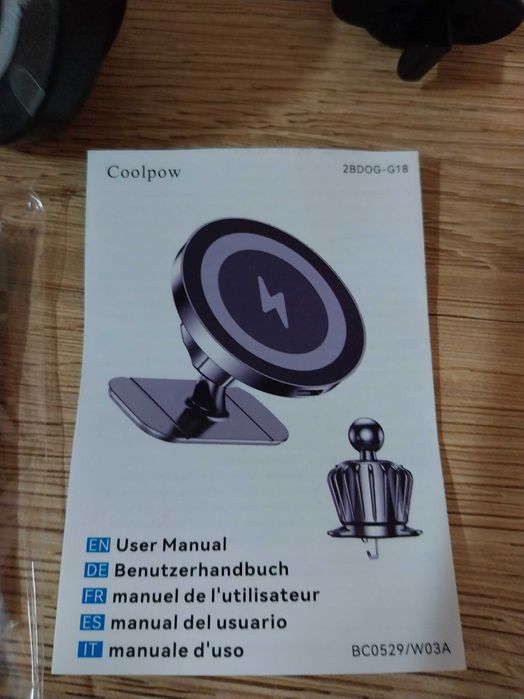 Coolpow
2BDOG-G18
EN User Manual
DE Benutzerhandbuch
FR manuel de l'utilisateur
ES manual del usuario
IT manuale d'uso
BC0529/W03A